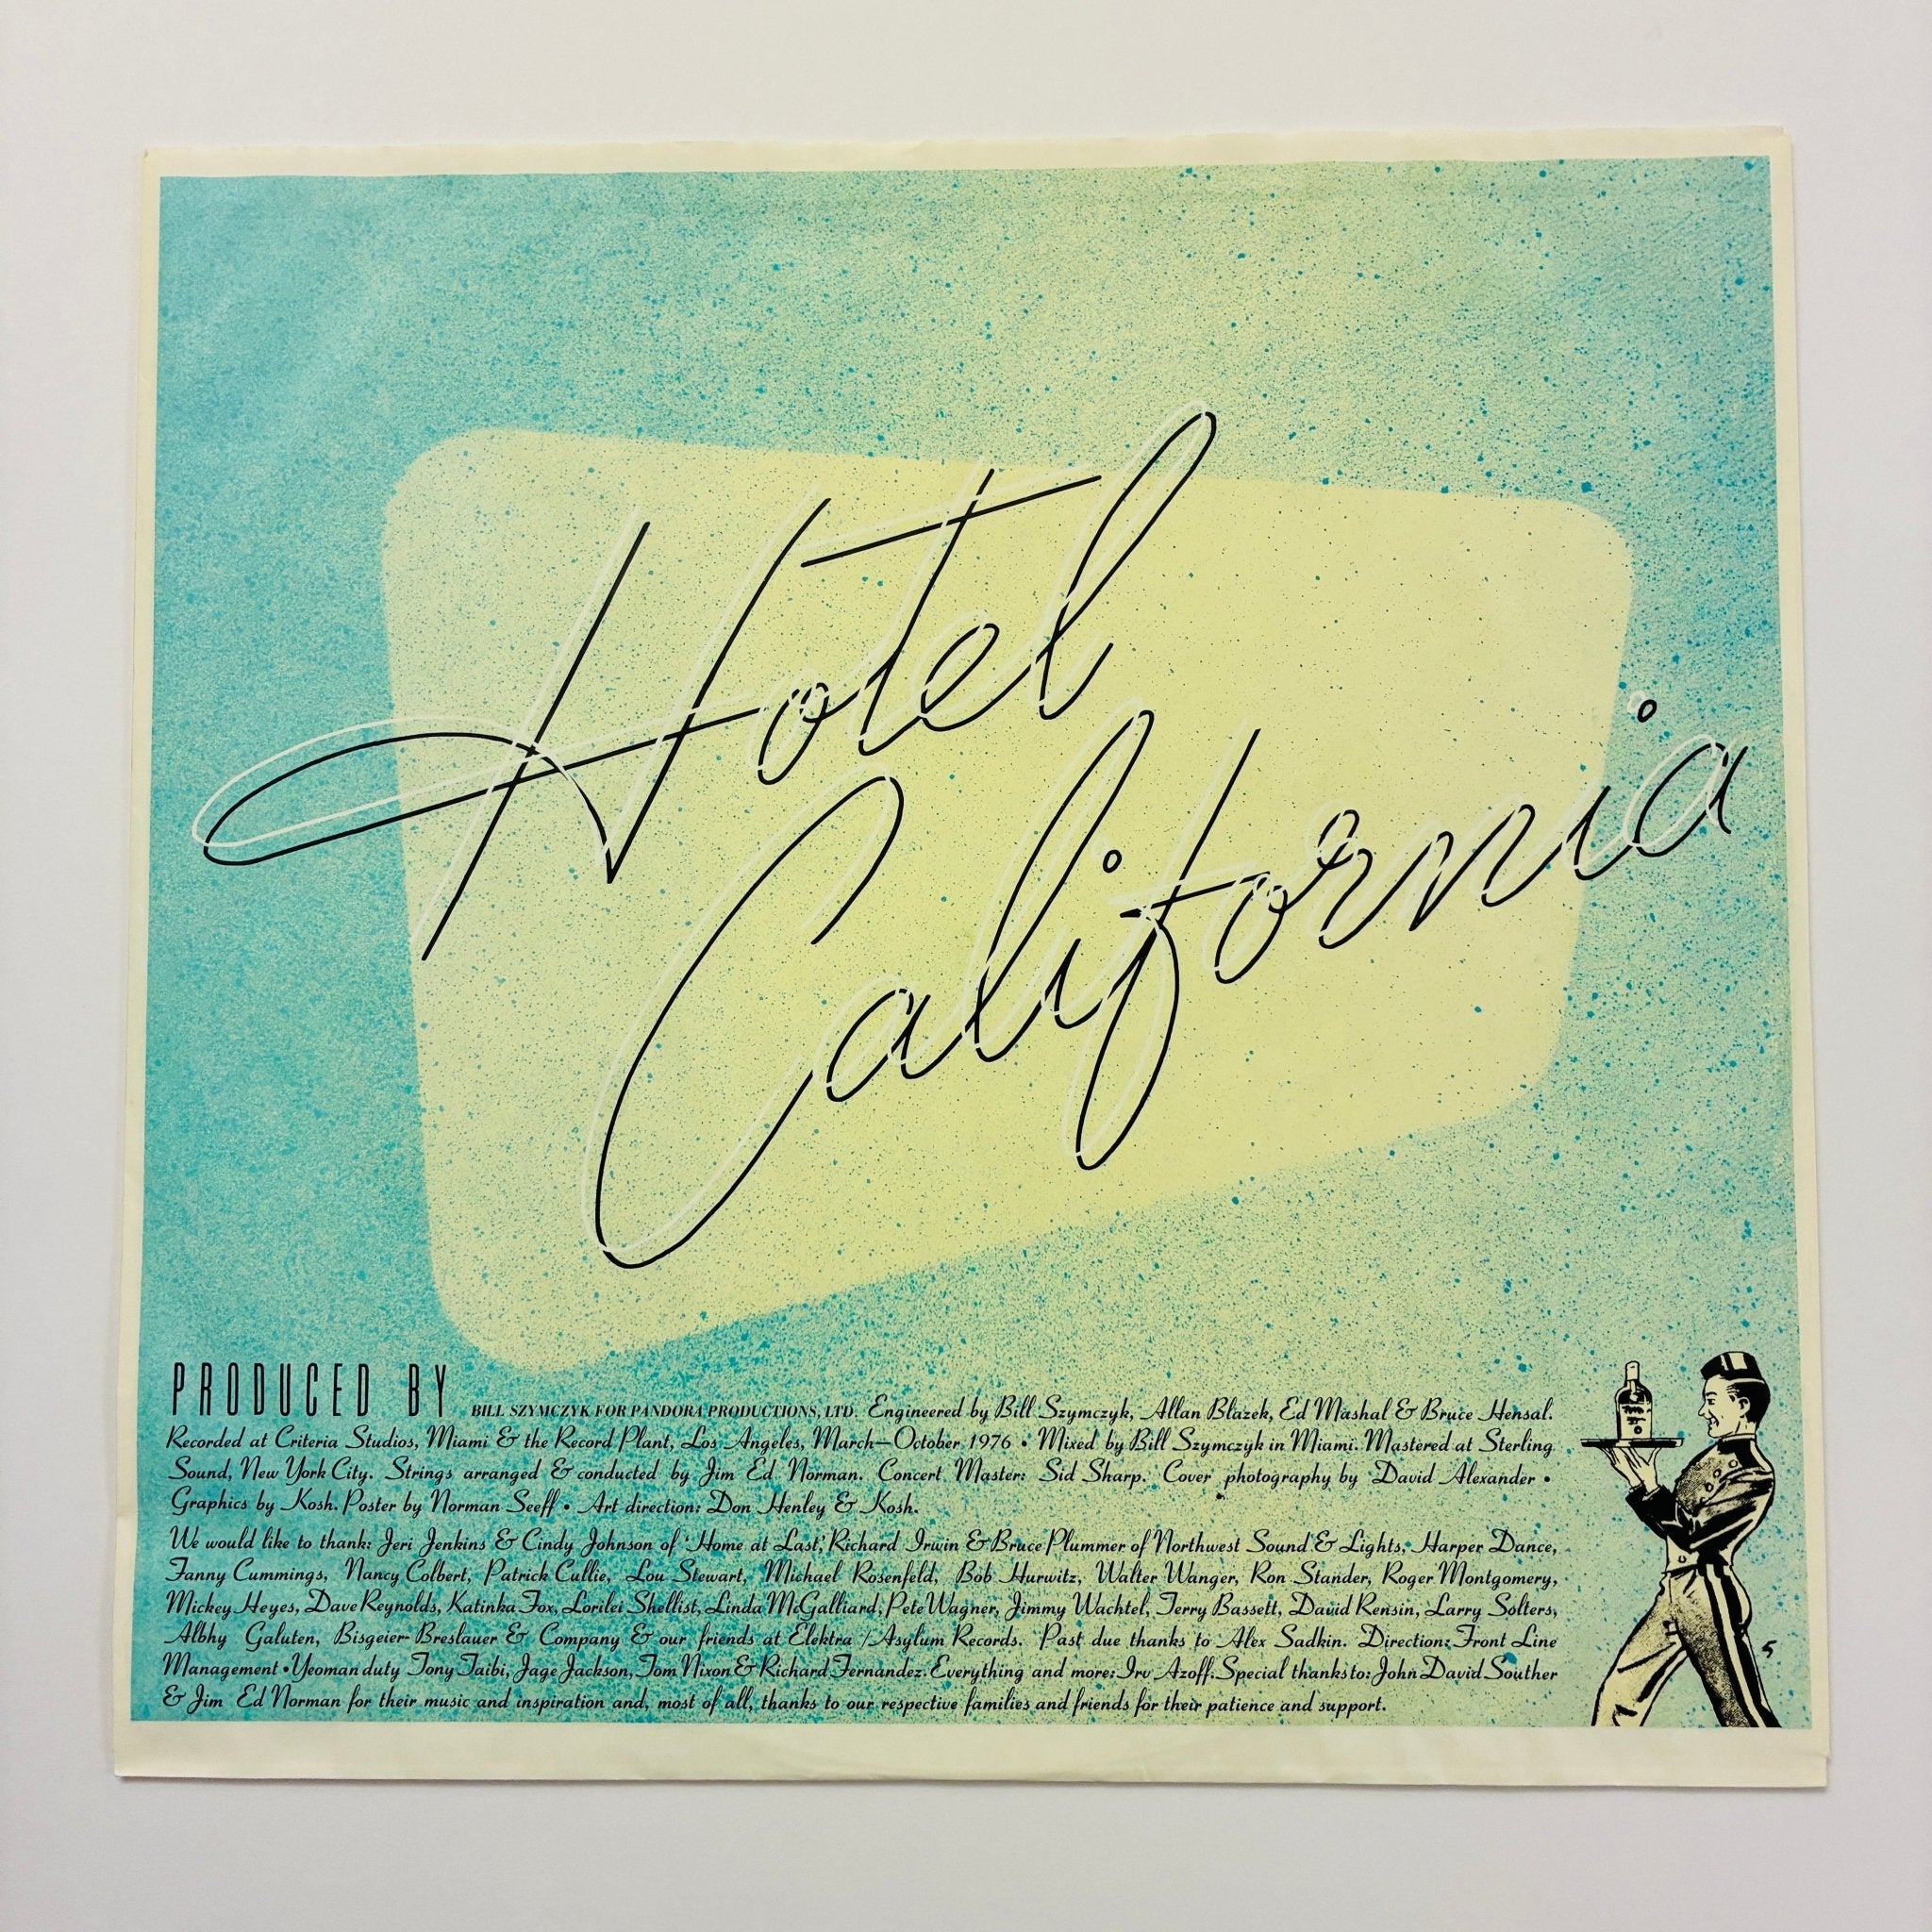 Hotel
California
PRODUCED BY BILL SZYMCZYK FOR PANDORA PRODUCTIONS, LTD. Engineered by Bill Szymczyk, Allan Blazek, Ed Mashal & Bruce Hensal.
Recorded at Criteria Studios, Miami & the Record Plant, Los Angeles, March—October 1976 • Mixed by Bill Szymczyk in Miami. Mastered at Sterling
Sound, New York City. Strings arranged & conducted by Jim Ed Norman. Concert Master: Sid Sharp. Cover photography by David Alexander •
Graphics by Kosh. Poster by Norman Seeff • Art direction: Don Henley & Kosh.
We would like to thank: Jeri Jenkins & Cindy Johnson of 'Home at Last,' Richard Irwin & Bruce Plummer of Northwest Sound & Lights, Harper Dance,
Fanny Cummings, Nancy Colbert, Patrick Cullie, Lou Stewart, Michael Rosenfeld, Bob Hurwitz, Walter Wanger, Ron Stander, Roger Montgomery,
Mickey Heyes, Dave Reynolds, Katinka Fox, Lorilei Shellist, Linda McGalliard, Pete Wagner, Jimmy Wachtel, Terry Bassett, David Rensin, Larry Solters,
Albhy Galuten, Bisgeier-Breslauer & Company & our friends at Elektra/Asylum Records. Past due thanks to Alex Sadkin. Direction: Front Line
Management • Yeoman duty Tony Taibi, Jage Jackson, Tom Nixon & Richard Fernandez. Everything and more: Irv Azoff. Special thanks to: John David Souther
& Jim Ed Norman for their music and inspiration and, most of all, thanks to our respective families and friends for their patience and support.